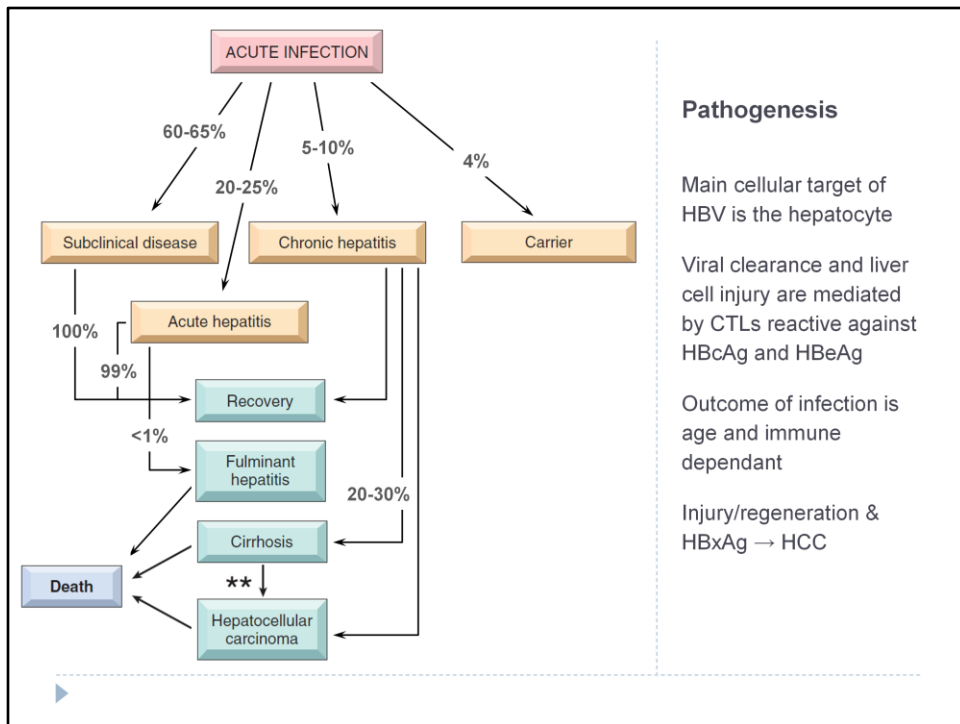 ACUTE INFECTION
60-65%
20-25%
5-10%
4%
Subclinical disease
Chronic hepatitis
Carrier
Acute hepatitis
100%
99%
Recovery
<1%
Fulminant
hepatitis
20-30%
Cirrhosis
**
Death
Hepatocellular
carcinoma
Pathogenesis
Main cellular target of
HBV is the hepatocyte
Viral clearance and liver
cell injury are mediated
by CTLs reactive against
HBcAg and HBeAg
Outcome of infection is
age and immune
dependant
Injury/regeneration &
HBxAg → HCC